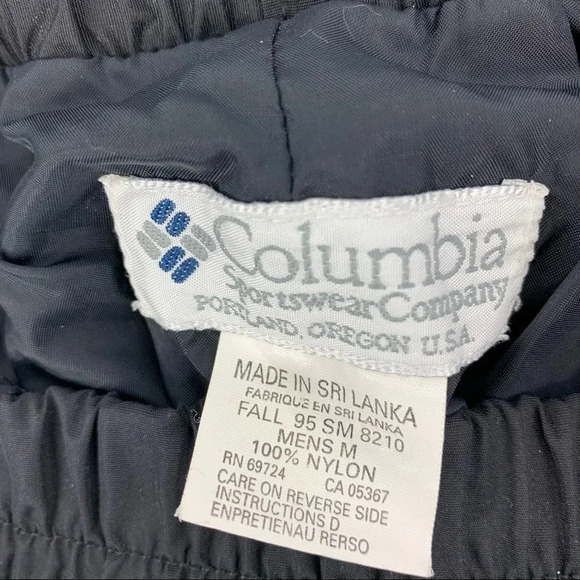 Columbia
Sportswear Company
PORTLAND, OREGON U.S.A.
MADE IN SRI LANKA
FABRIQUE EN SRI LANKA
FALL 95 SM 8210
MENS M
100% NYLON
RN 69724 CA 05367
CARE ON REVERSE SIDE
INSTRUCTIONS D
ENPRETIENAU RERSO